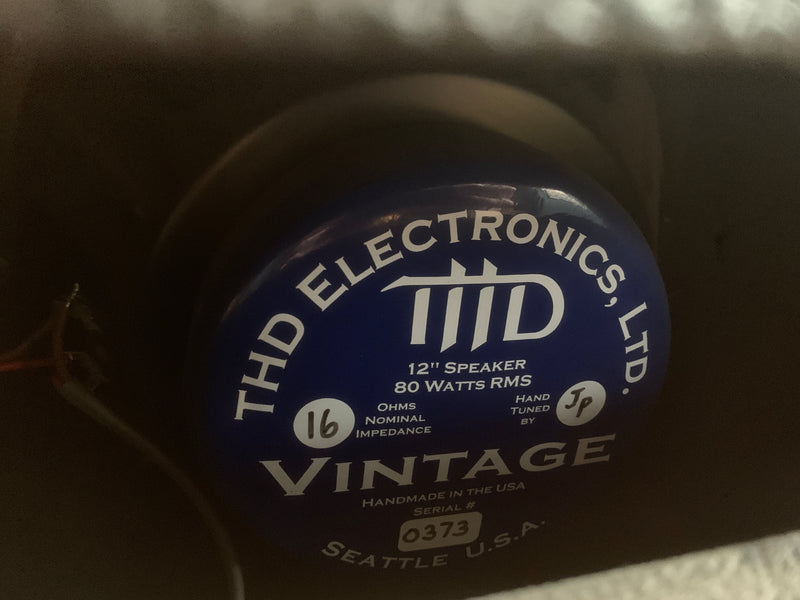 THD ELECTRONICS, LTD.
THD
12" SPEAKER
80 WATTS RMS
16
OHMS
NOMINAL
IMPEDANCE
HAND
TUNED
BY
JP
VINTAGE
HANDMADE IN THE USA
SERIAL #
0373
SEATTLE U.S.A.